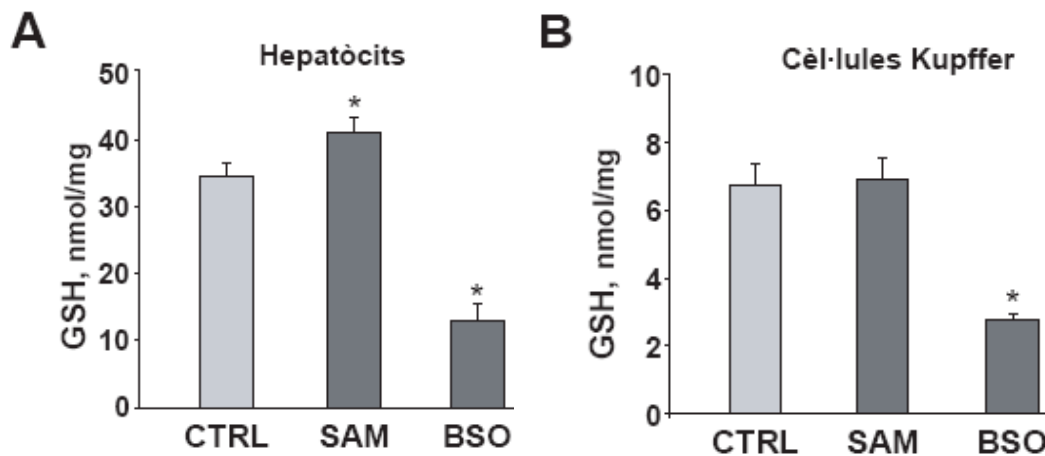 A
Hepatòcits
GSH, nmol/mg
50
40
30
20
10
0
*
*
CTRL SAM BSO
B
Cèl·lules Kupffer
GSH, nmol/mg
10
8
6
4
2
0
*
CTRL SAM BSO